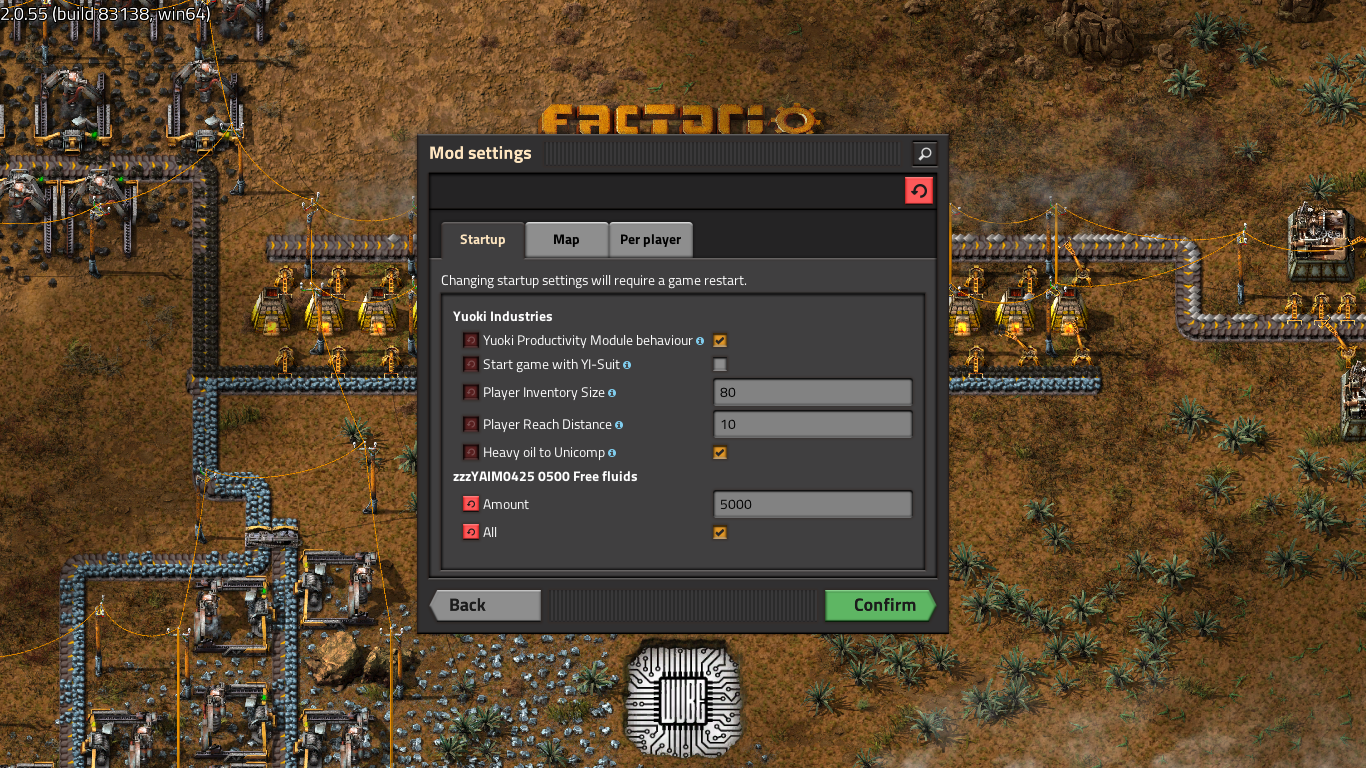 2.0.55 (build 83138, win64)
FACTORIO
Mod settings
Startup Map Per player
Changing startup settings will require a game restart.
Yuoki Industries
Yuoki Productivity Module behaviour
Start game with YI-Suit
Player Inventory Size 80
Player Reach Distance 10
Heavy oil to Unicomp
zzzYAIM0425 0500 Free fluids
Amount 5000
All
Back Confirm
WUBE